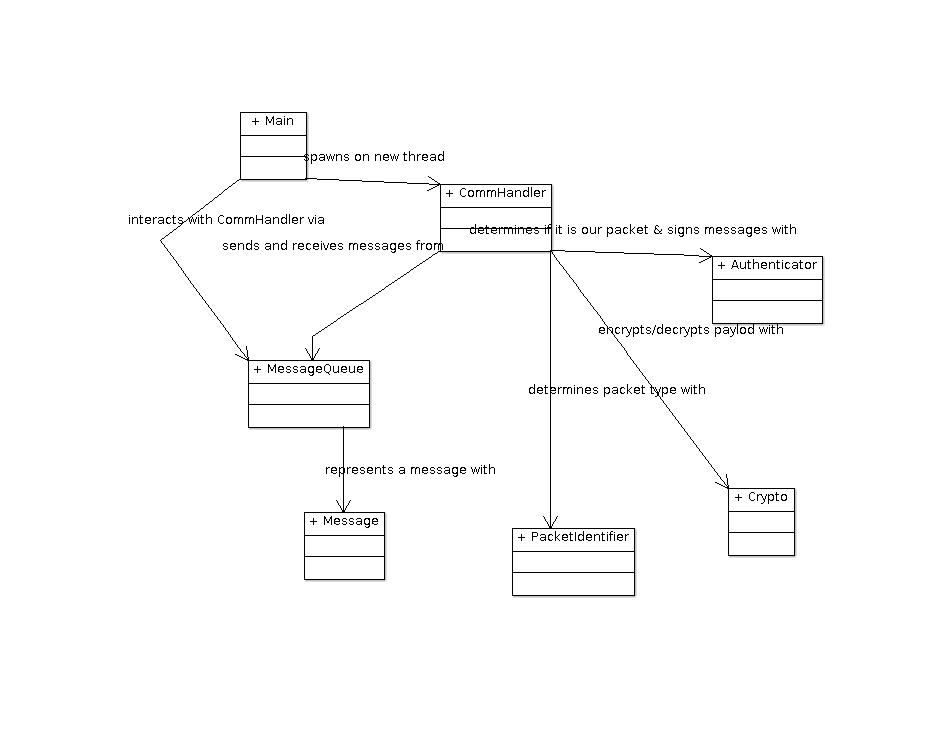 + Main
spawns on new thread
+ CommHandler
interacts with CommHandler via
determines if it is our packet & signs messages with
sends and receives messages from
+ Authenticator
encrypts/decrypts paylod with
+ MessageQueue
determines packet type with
represents a message with
+ Crypto
+ Message
+ PacketIdentifier